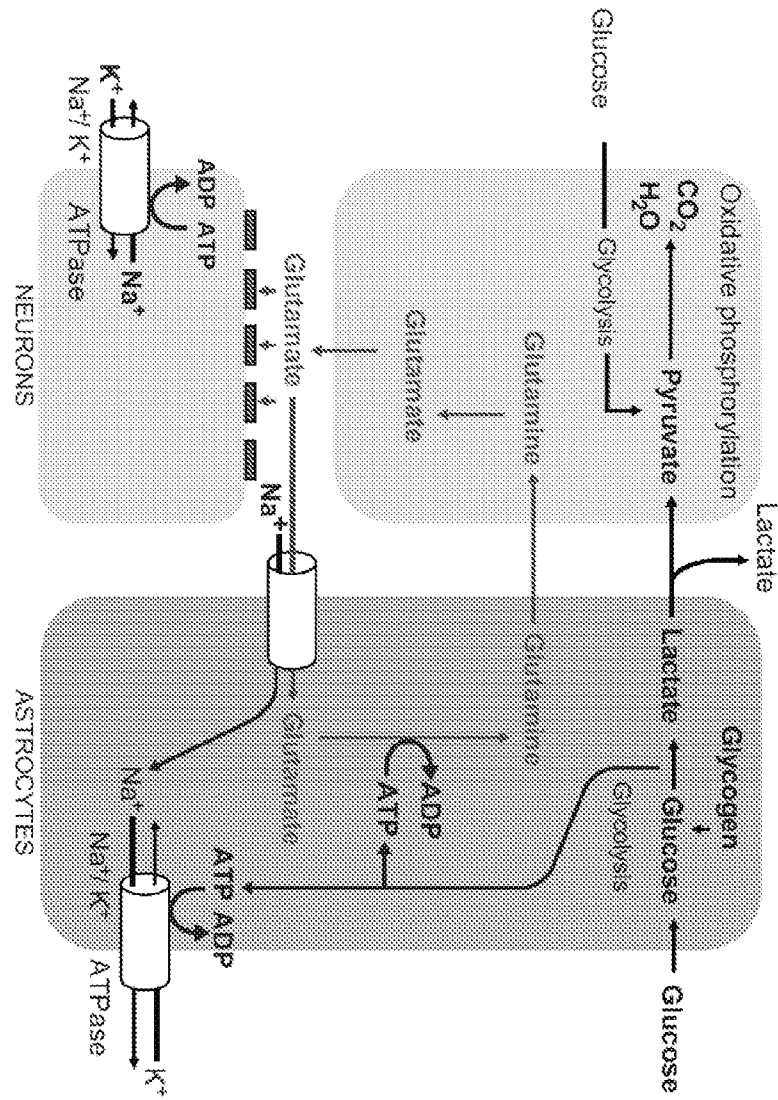 Lactate
Oxidative phosphorylation
Glycogen
CO₂
H₂O
Pyruvate
Lactate
Glucose
Glucose
Glycolysis
Glycolysis
Glucose
Glutamine
Glutamine
ADP
ATP
Glutamate
Glutamate
Glutamate
Na⁺
ADP ATP
ATP ADP
K⁺
Na⁺
Na⁺
K⁺
Na⁺/K⁺ ATPase
Na⁺/K⁺ ATPase
NEURONS
ASTROCYTES